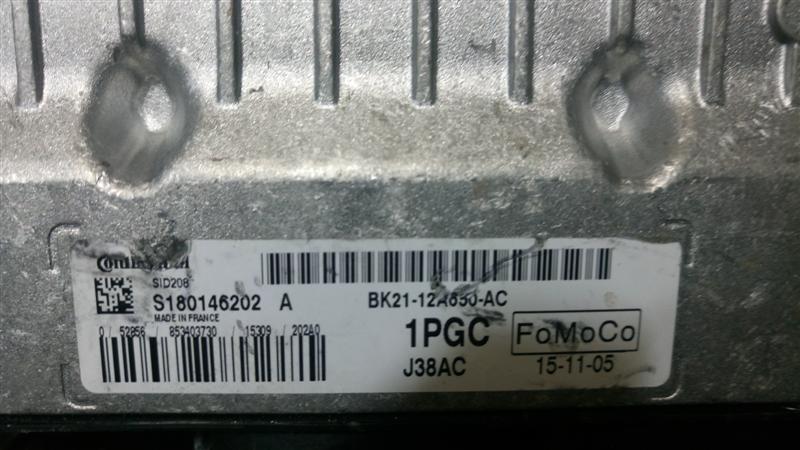 Continental
SID208
S180146202 A
MADE IN FRANCE
0 / 52856 / 853403730 / 15309 / 202A0
BK21-12A650-AC
1PGC
FoMoCo
J38AC
15-11-05